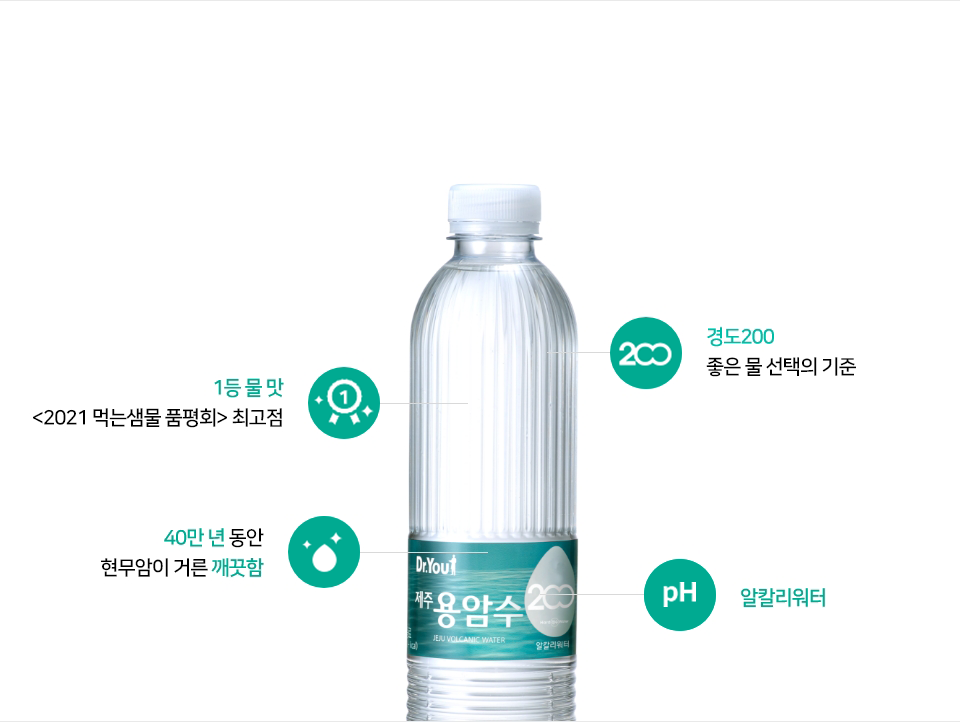 경도200
좋은 물 선택의 기준
200
1등 물 맛
<2021 먹는샘물 품평회> 최고점
1
40만 년 동안
현무암이 거른 깨끗함
pH
알칼리워터
Dr.You
제주 용암수
200
JEJU VOLCANIC WATER
알칼리워터